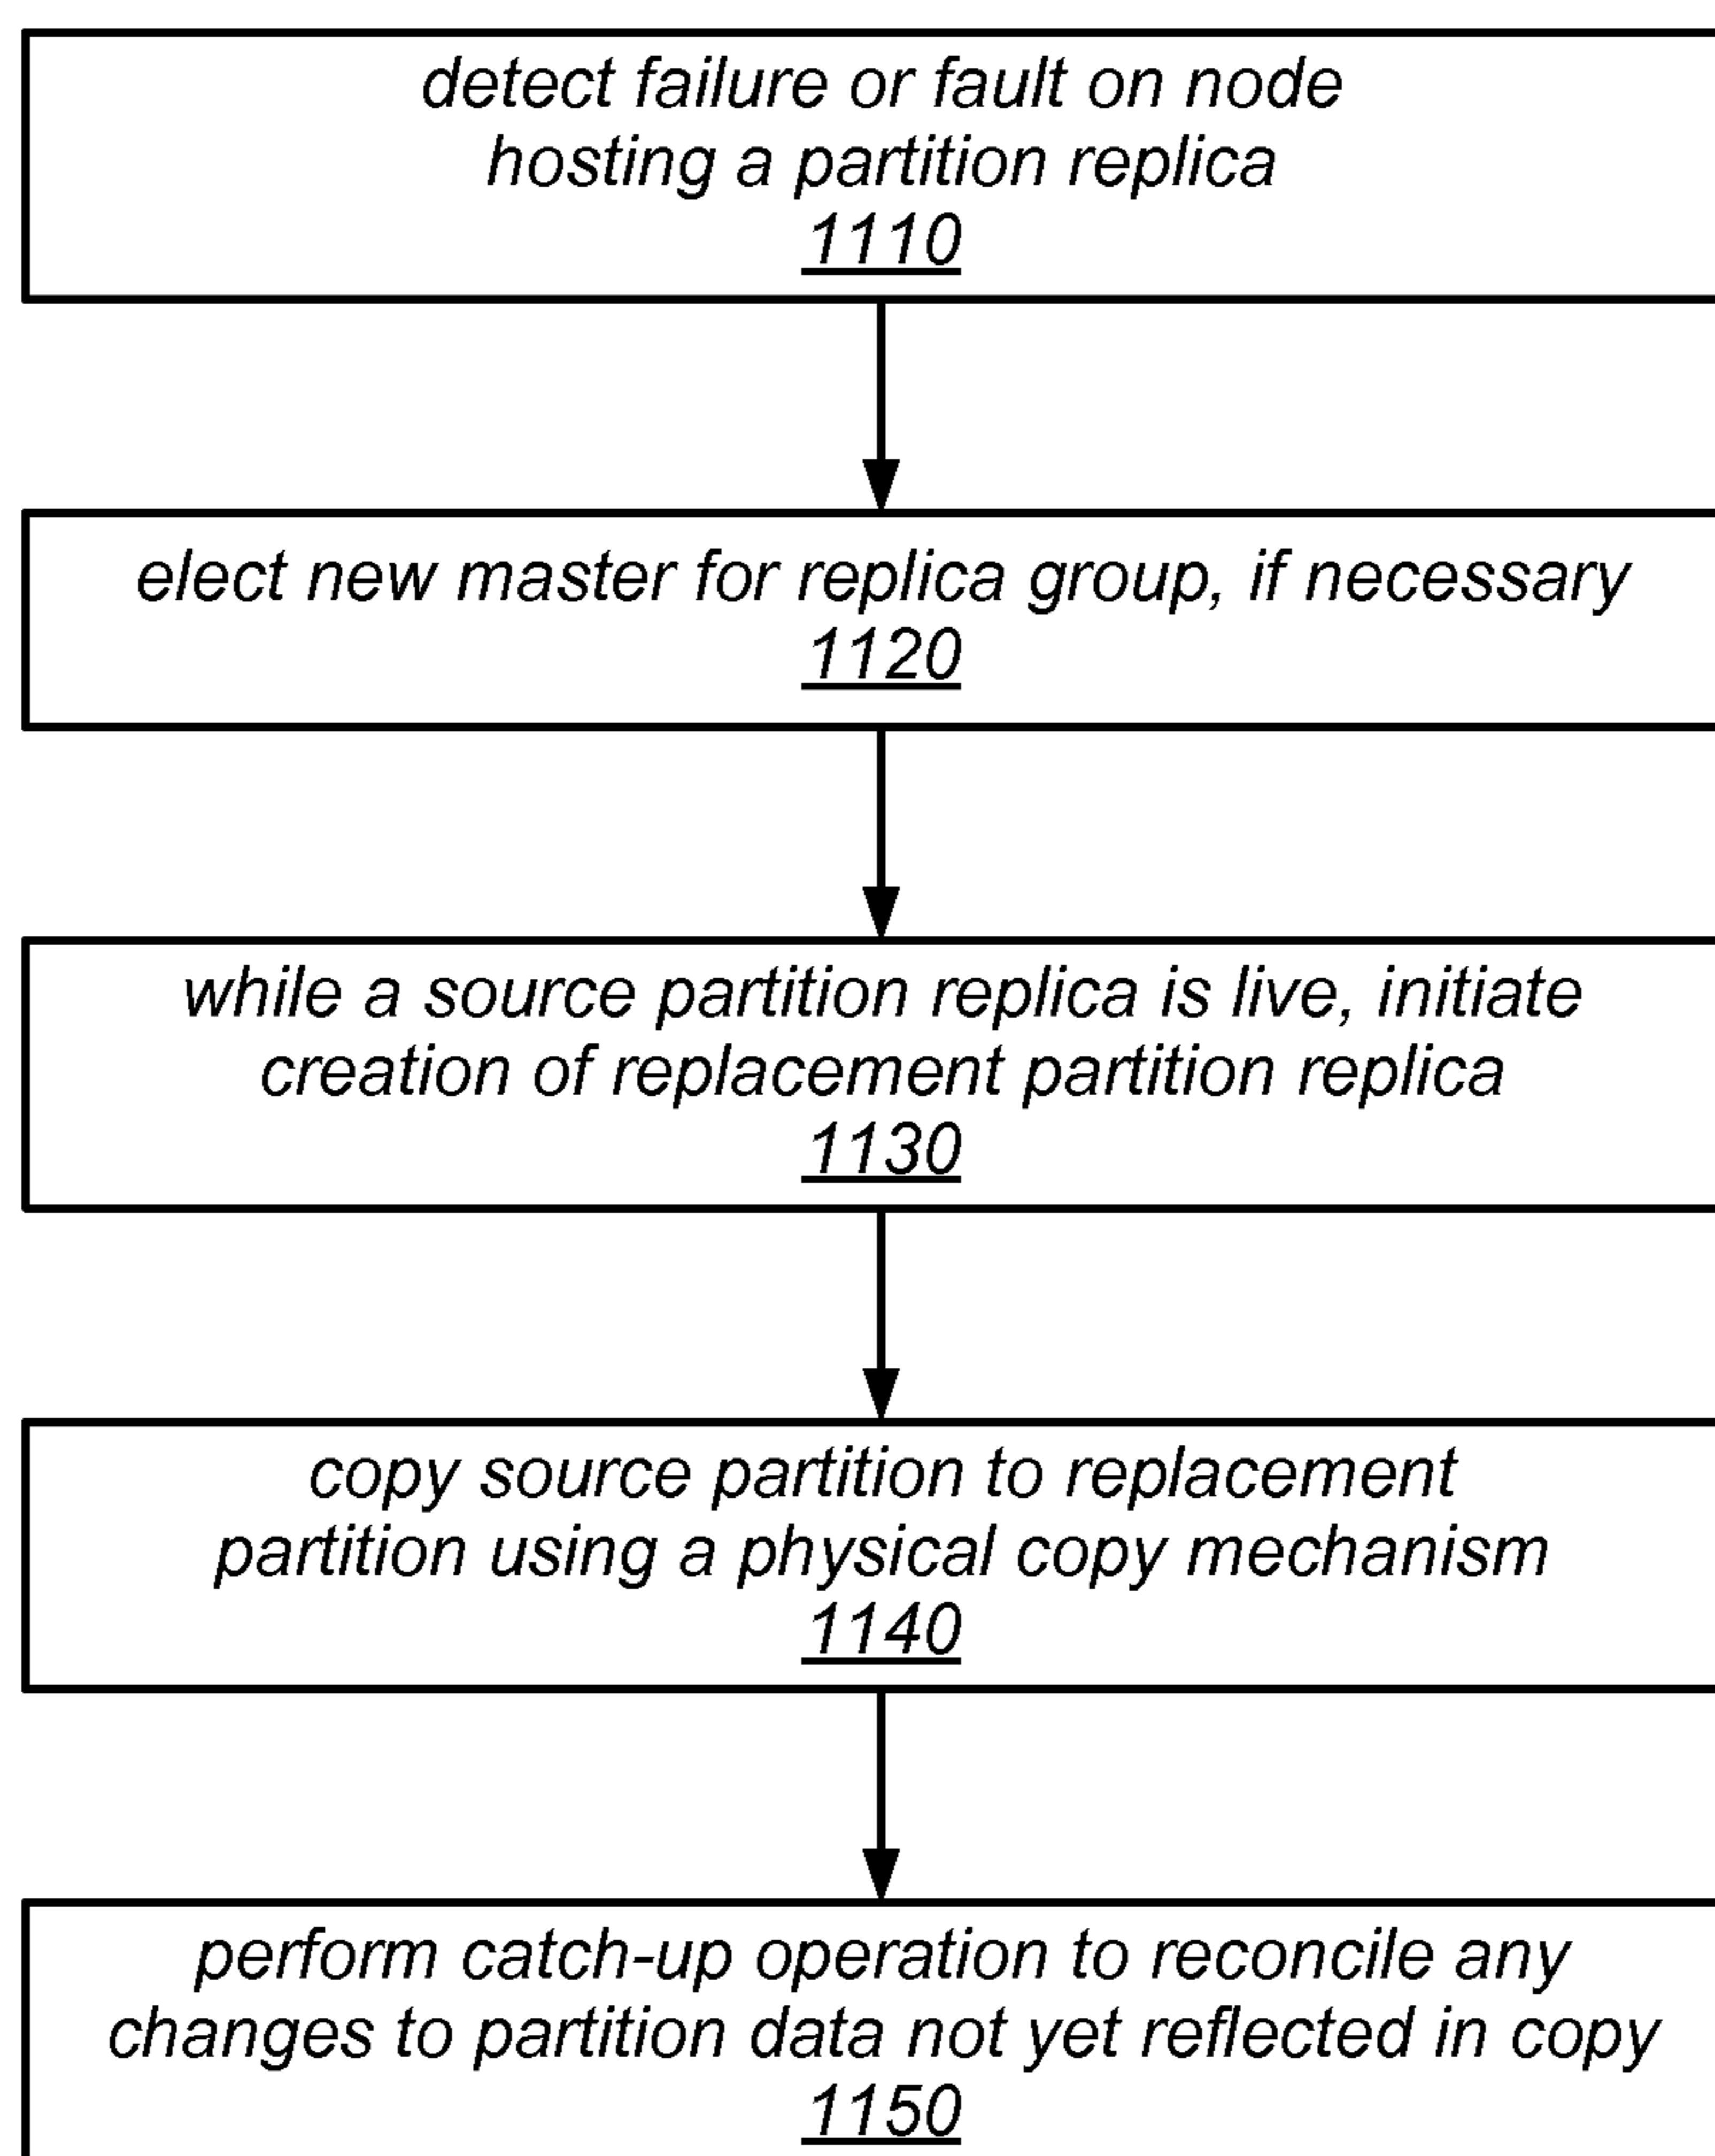 detect failure or fault on node
hosting a partition replica
1110
elect new master for replica group, if necessary
1120
while a source partition replica is live, initiate
creation of replacement partition replica
1130
copy source partition to replacement
partition using a physical copy mechanism
1140
perform catch-up operation to reconcile any
changes to partition data not yet reflected in copy
1150